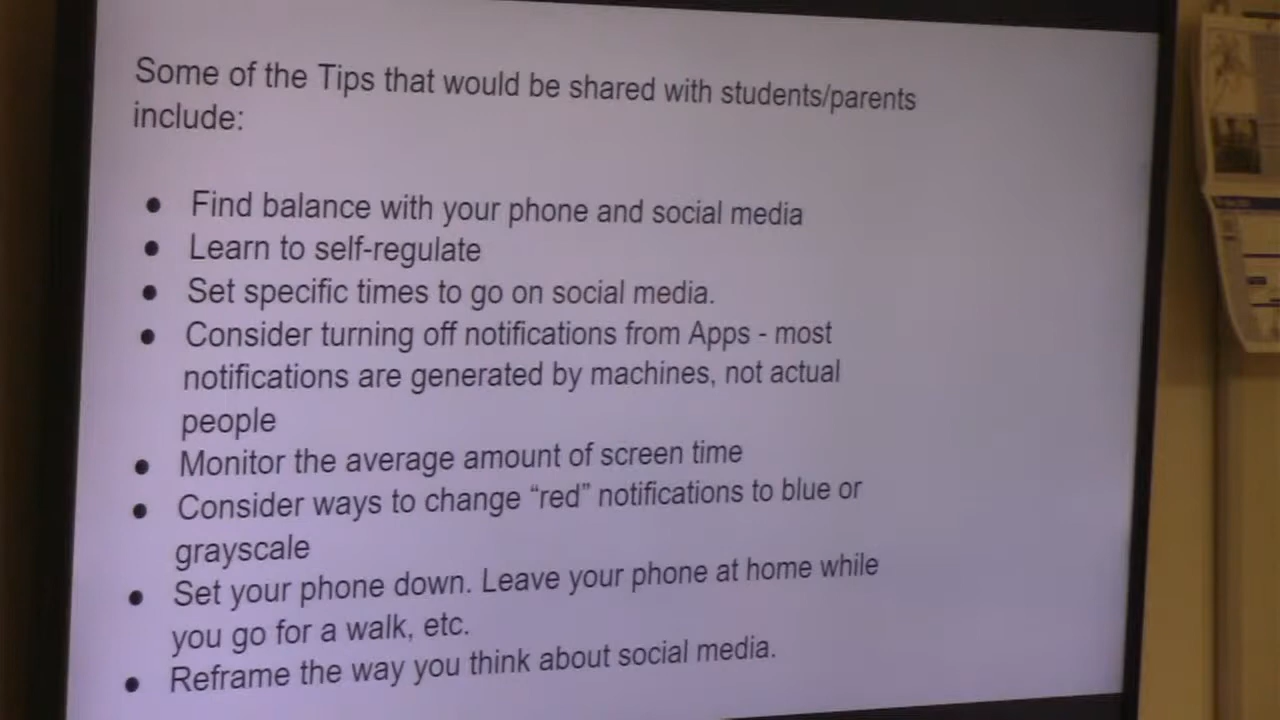 Some of the Tips that would be shared with students/parents
include:
● Find balance with your phone and social media
● Learn to self-regulate
● Set specific times to go on social media.
● Consider turning off notifications from Apps - most
notifications are generated by machines, not actual
people
● Monitor the average amount of screen time
● Consider ways to change “red” notifications to blue or
grayscale
● Set your phone down. Leave your phone at home while
you go for a walk, etc.
● Reframe the way you think about social media.